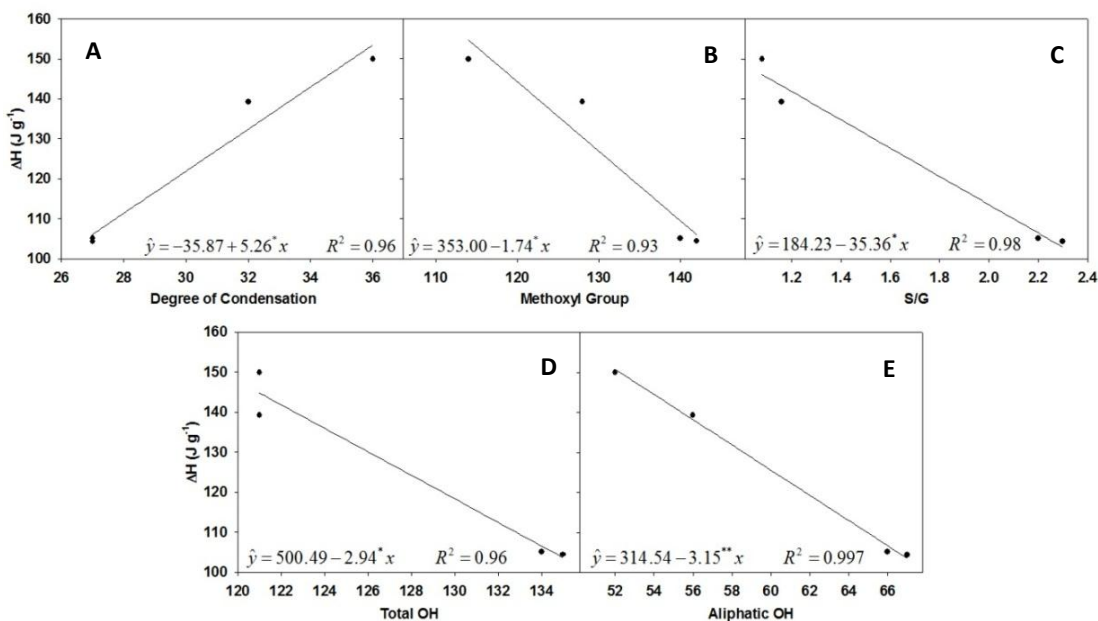 160
150
140
130
120
110
100
ΔH (J g⁻¹)
A
ŷ = −35.87 + 5.26* x R² = 0.96
26 28 30 32 34 36
Degree of Condensation
B
ŷ = 353.00 − 1.74* x R² = 0.93
110 120 130 140
Methoxyl Group
C
ŷ = 184.23 − 35.36* x R² = 0.98
1.2 1.4 1.6 1.8 2.0 2.2 2.4
S/G
160
150
140
130
120
110
100
ΔH (J g⁻¹)
D
ŷ = 500.49 − 2.94* x R² = 0.96
120 122 124 126 128 130 132 134
Total OH
E
ŷ = 314.54 − 3.15** x R² = 0.997
52 54 56 58 60 62 64 66
Aliphatic OH